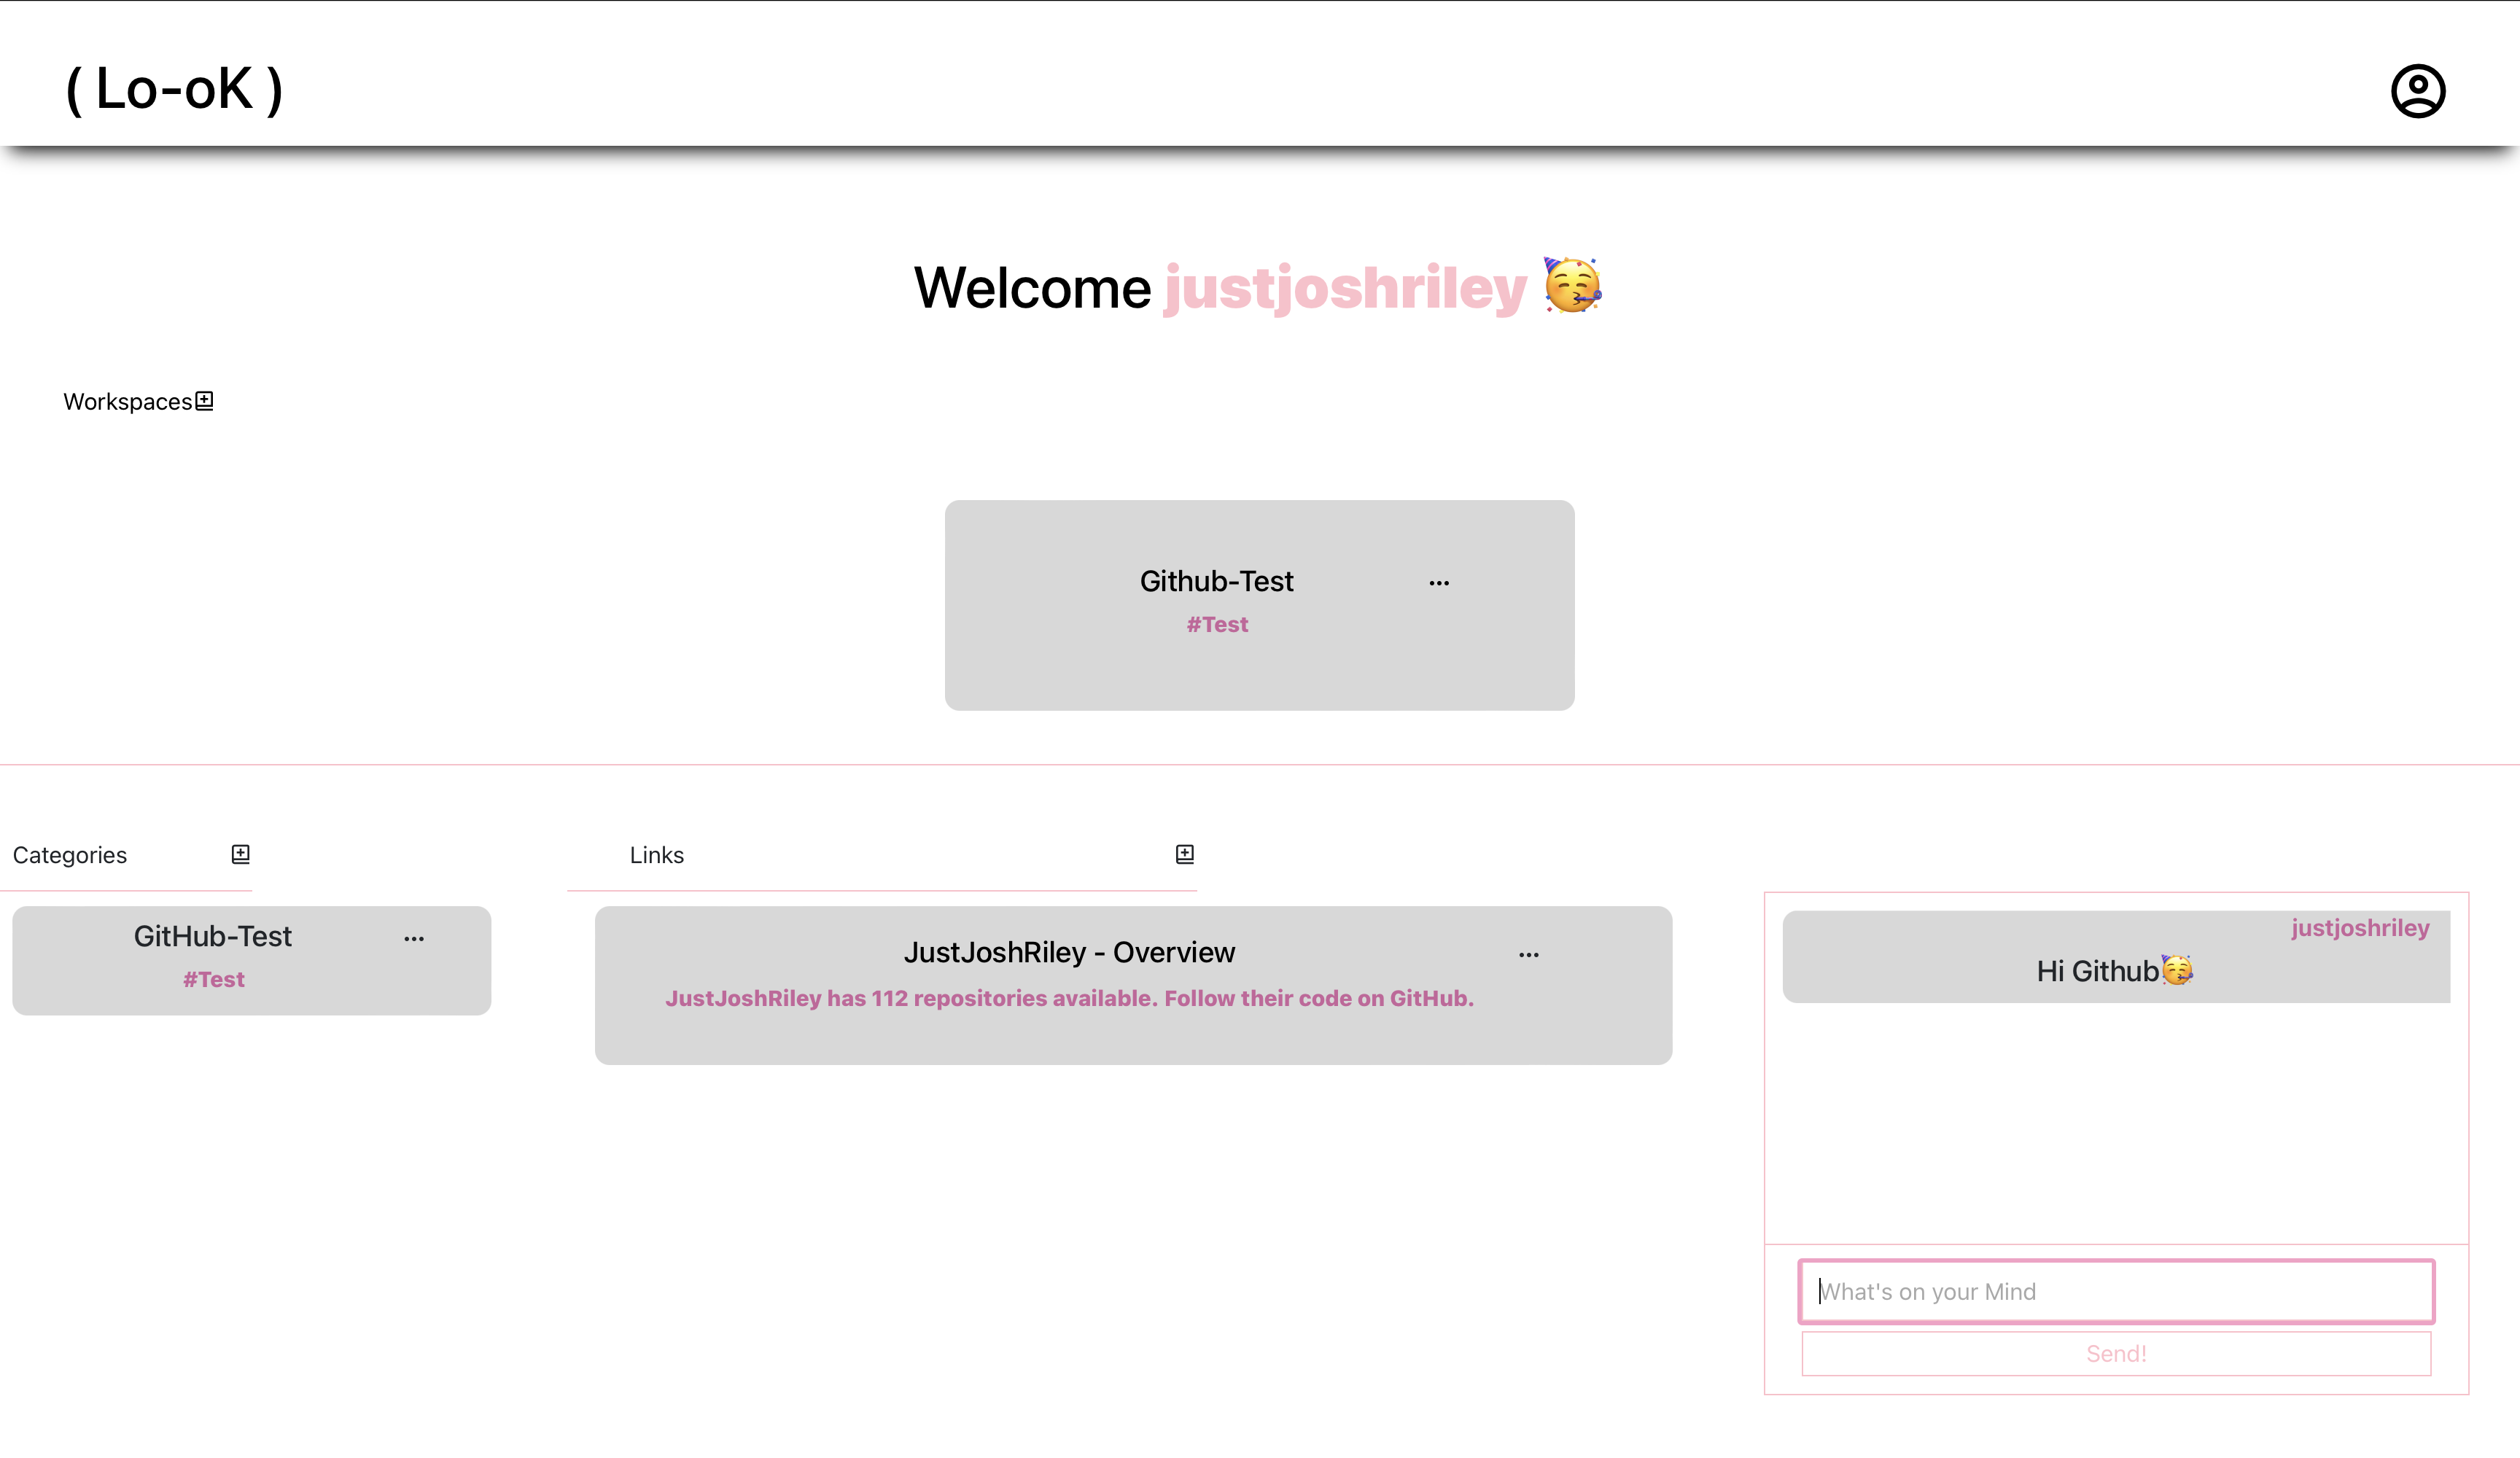 ( Lo-oK )
Welcome justjoshriley 🥳
Workspaces
Github-Test ...
#Test
Categories
GitHub-Test ...
#Test
Links
JustJoshRiley - Overview ...
JustJoshRiley has 112 repositories available. Follow their code on GitHub.
justjoshriley
Hi Github🥳
What's on your Mind
Send!